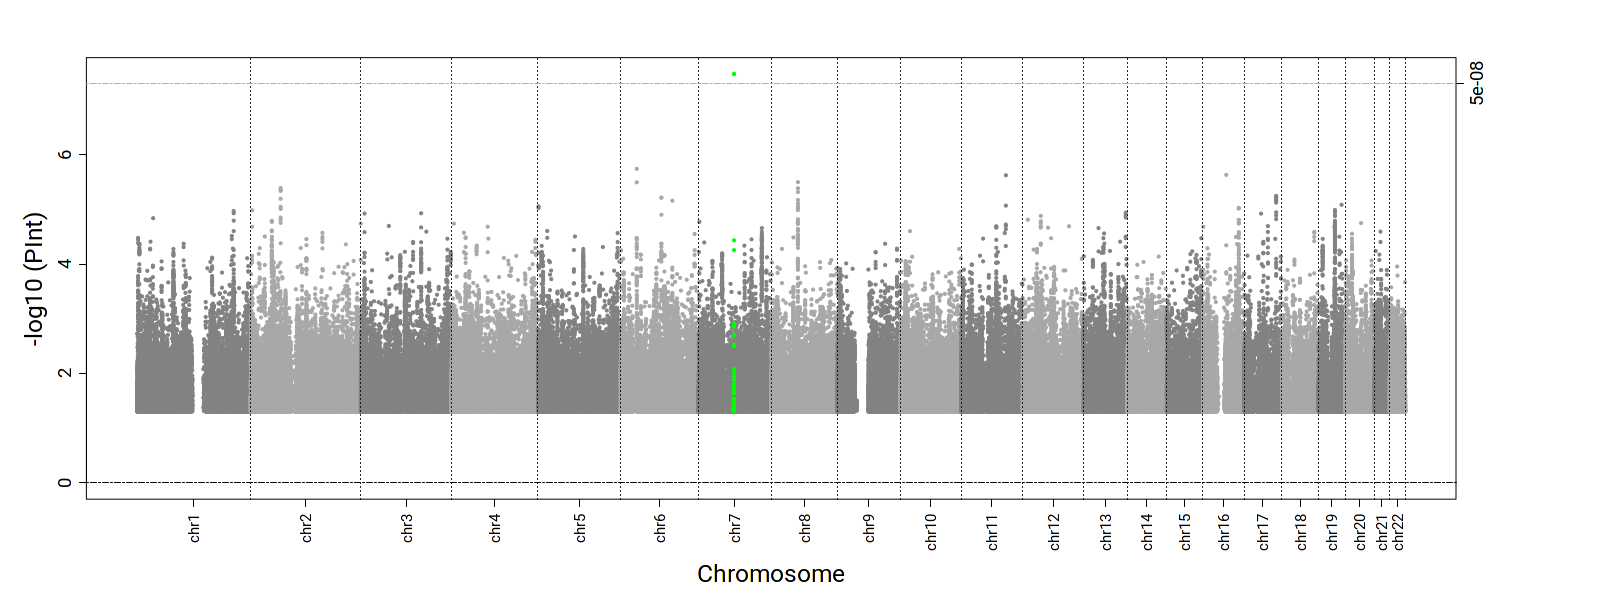 -log10 (PInt)
6
4
2
0
5e-08
chr1
chr2
chr3
chr4
chr5
chr6
chr7
chr8
chr9
chr10
chr11
chr12
chr13
chr14
chr15
chr16
chr17
chr18
chr19
chr20
chr21
chr22
Chromosome